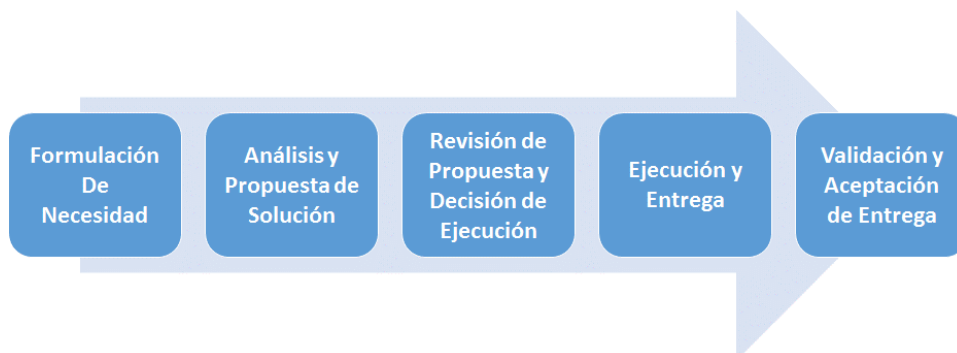 Formulación
De
Necesidad
Análisis y
Propuesta de
Solución
Revisión de
Propuesta y
Decisión de
Ejecución
Ejecución y
Entrega
Validación y
Aceptación
de Entrega